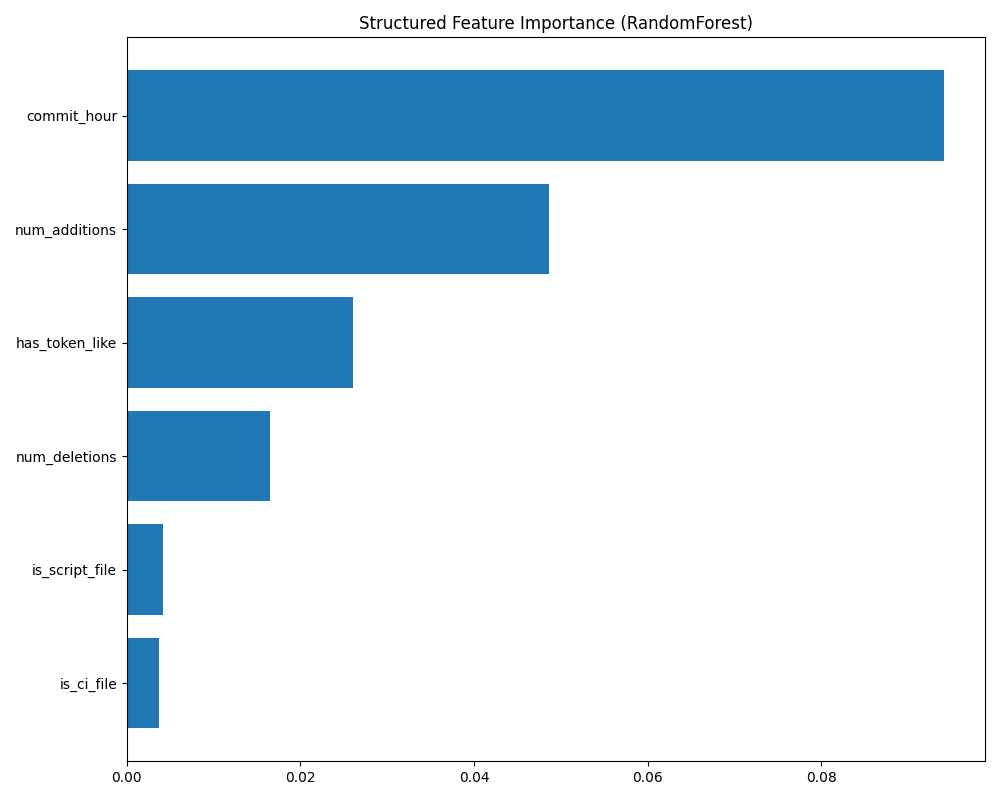 Structured Feature Importance (RandomForest)
commit_hour
num_additions
has_token_like
num_deletions
is_script_file
is_ci_file
0.00 0.02 0.04 0.06 0.08